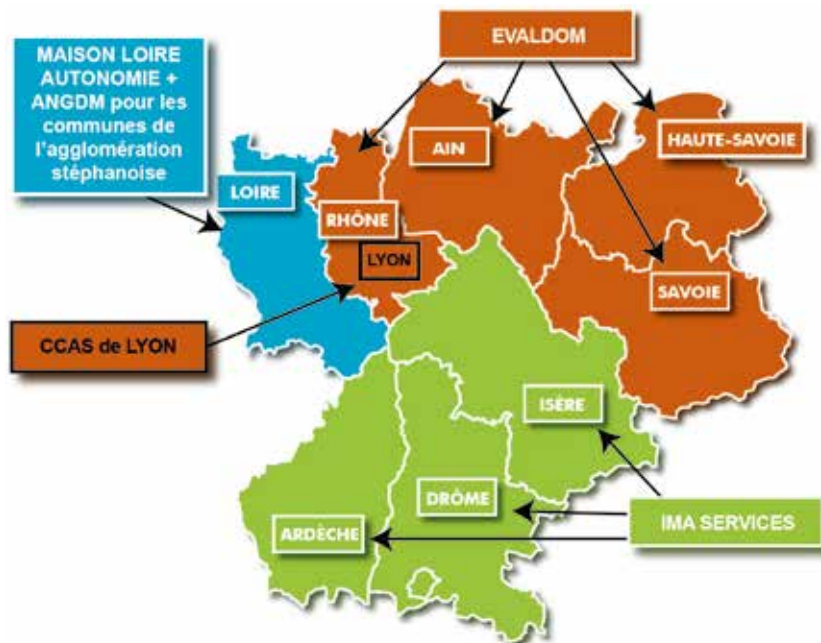 MAISON LOIRE
AUTONOMIE +
ANGDM pour les
communes de
l'agglomération
stéphanoise
EVALDOM
AIN
HAUTE-SAVOIE
LOIRE
RHÔNE
LYON
SAVOIE
CCAS de LYON
ISÈRE
DRÔME
IMA SERVICES
ARDÈCHE